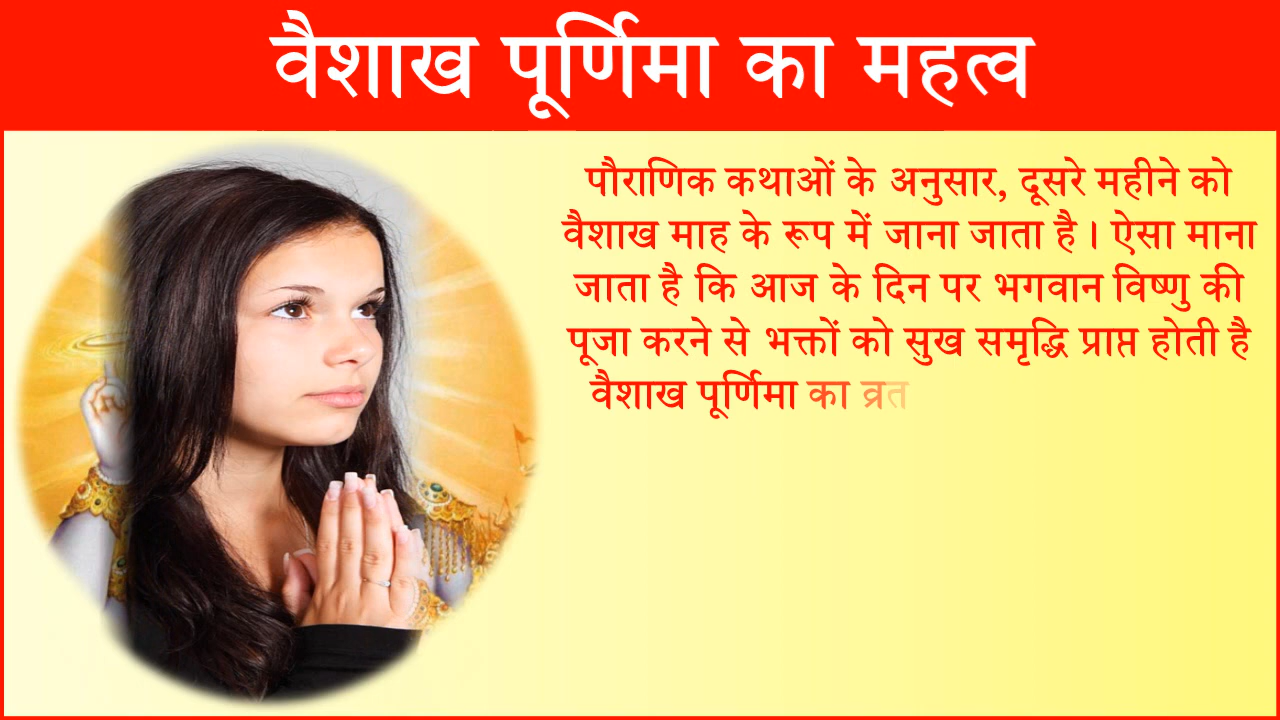 वैशाख पूर्णिमा का महत्व
पौराणिक कथाओं के अनुसार, दूसरे महीने को
वैशाख माह के रूप में जाना जाता है । ऐसा माना
जाता है कि आज के दिन पर भगवान विष्णु की
पूजा करने से भक्तों को सुख समृद्धि प्राप्त होती है
वैशाख पूर्णिमा का व्रत